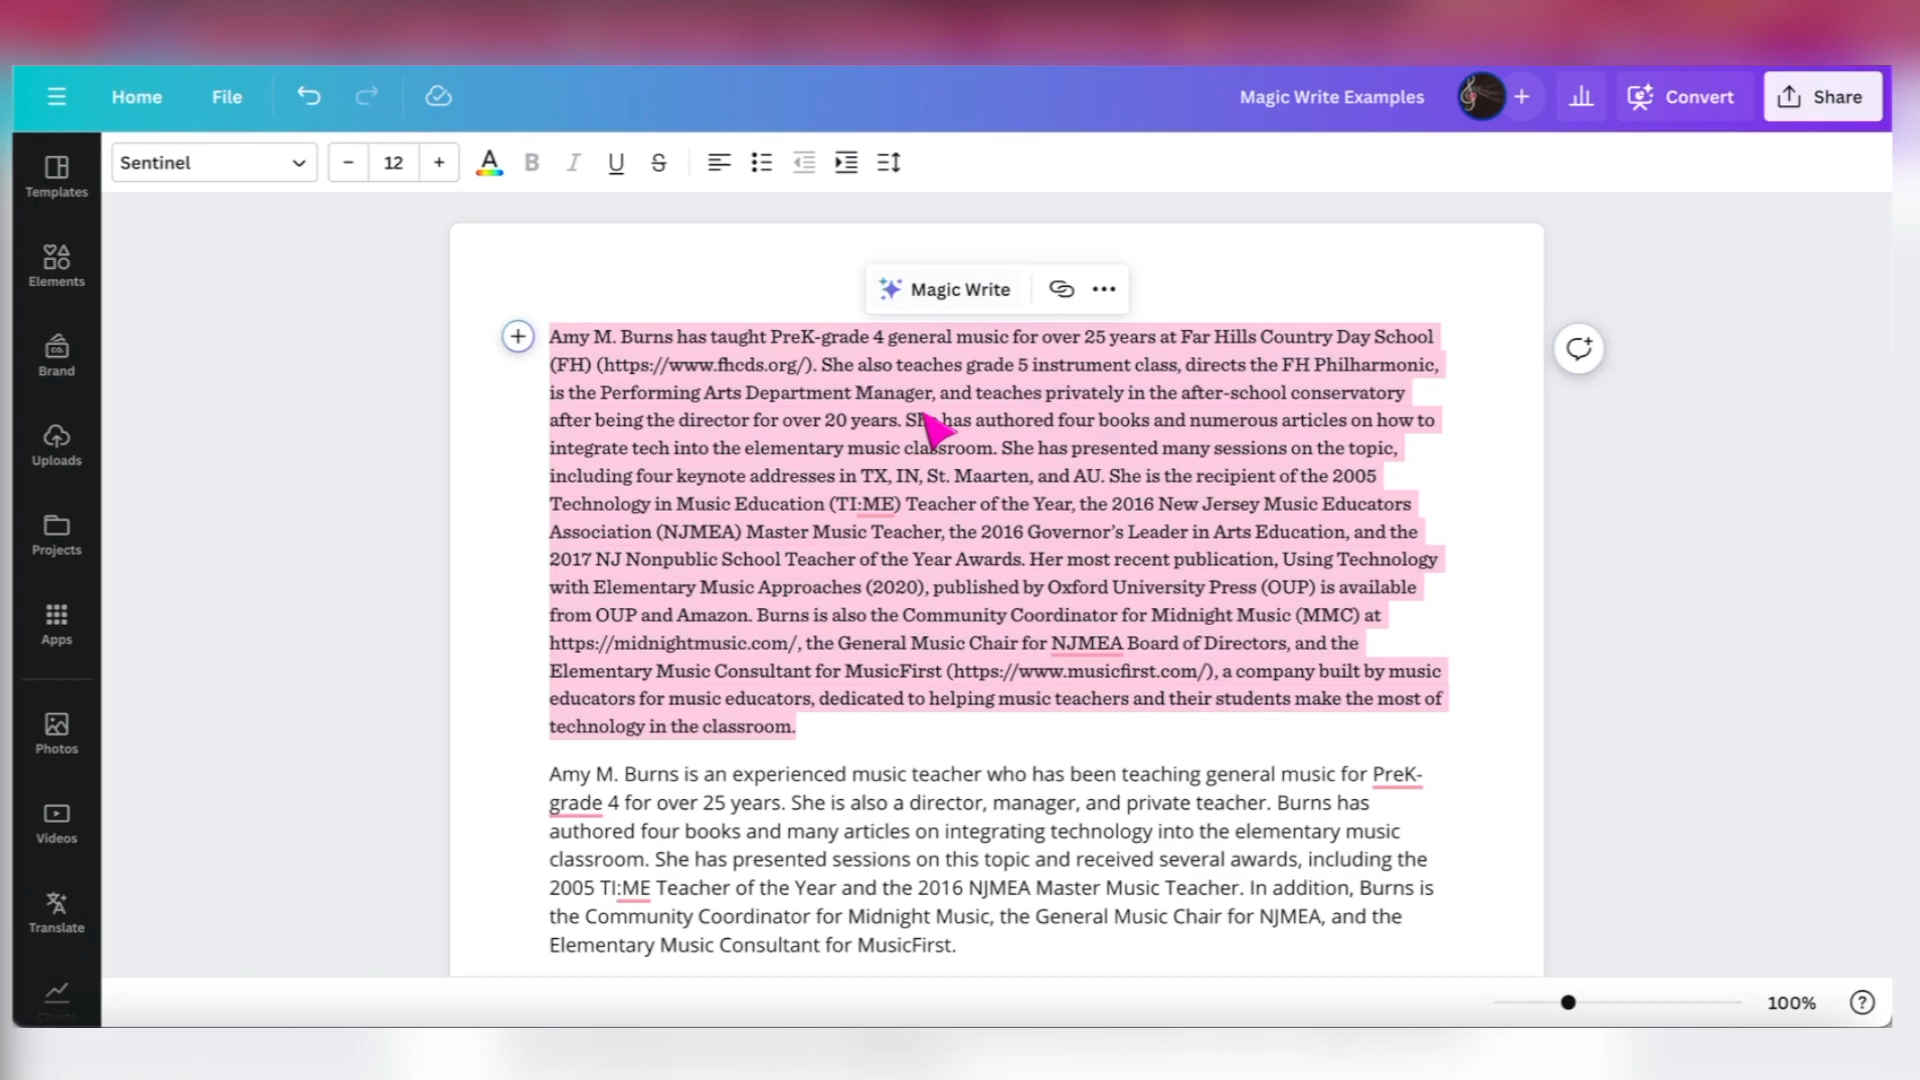 Home
File
Magic Write Examples
Convert
Share
Sentinel
12
Templates
Elements
Brand
Uploads
Projects
Apps
Photos
Videos
Translate
Charts
Magic Write
Amy M. Burns has taught PreK-grade 4 general music for over 25 years at Far Hills Country Day School
(FH) (https://www.fhcds.org/). She also teaches grade 5 instrument class, directs the FH Philharmonic,
is the Performing Arts Department Manager, and teaches privately in the after-school conservatory
after being the director for over 20 years. She has authored four books and numerous articles on how to
integrate tech into the elementary music classroom. She has presented many sessions on the topic,
including four keynote addresses in TX, IN, St. Maarten, and AU. She is the recipient of the 2005
Technology in Music Education (TI:ME) Teacher of the Year, the 2016 New Jersey Music Educators
Association (NJMEA) Master Music Teacher, the 2016 Governor's Leader in Arts Education, and the
2017 NJ Nonpublic School Teacher of the Year Awards. Her most recent publication, Using Technology
with Elementary Music Approaches (2020), published by Oxford University Press (OUP) is available
from OUP and Amazon. Burns is also the Community Coordinator for Midnight Music (MMC) at
https://midnightmusic.com/, the General Music Chair for NJMEA Board of Directors, and the
Elementary Music Consultant for MusicFirst (https://www.musicfirst.com/), a company built by music
educators for music educators, dedicated to helping music teachers and their students make the most of
technology in the classroom.
Amy M. Burns is an experienced music teacher who has been teaching general music for PreK-
grade 4 for over 25 years. She is also a director, manager, and private teacher. Burns has
authored four books and many articles on integrating technology into the elementary music
classroom. She has presented sessions on this topic and received several awards, including the
2005 TI:ME Teacher of the Year and the 2016 NJMEA Master Music Teacher. In addition, Burns is
the Community Coordinator for Midnight Music, the General Music Chair for NJMEA, and the
Elementary Music Consultant for MusicFirst.
100%